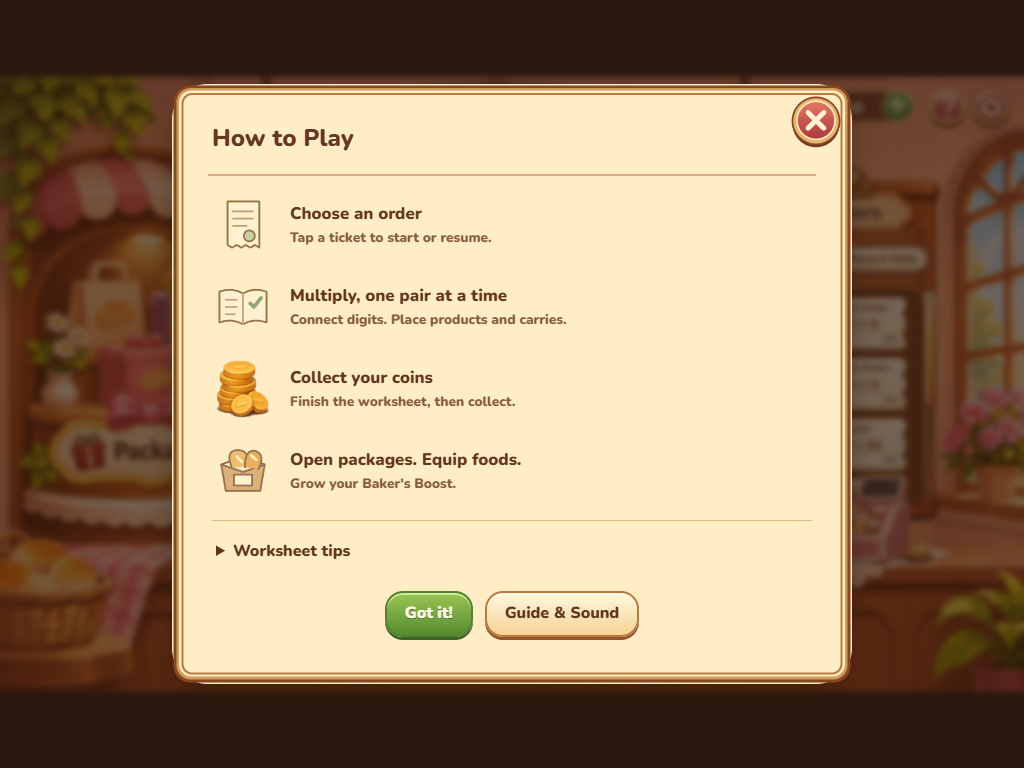 How to Play
Choose an order
Tap a ticket to start or resume.
Multiply, one pair at a time
Connect digits. Place products and carries.
Collect your coins
Finish the worksheet, then collect.
Open packages. Equip foods.
Grow your Baker's Boost.
Worksheet tips
Got it!
Guide & Sound